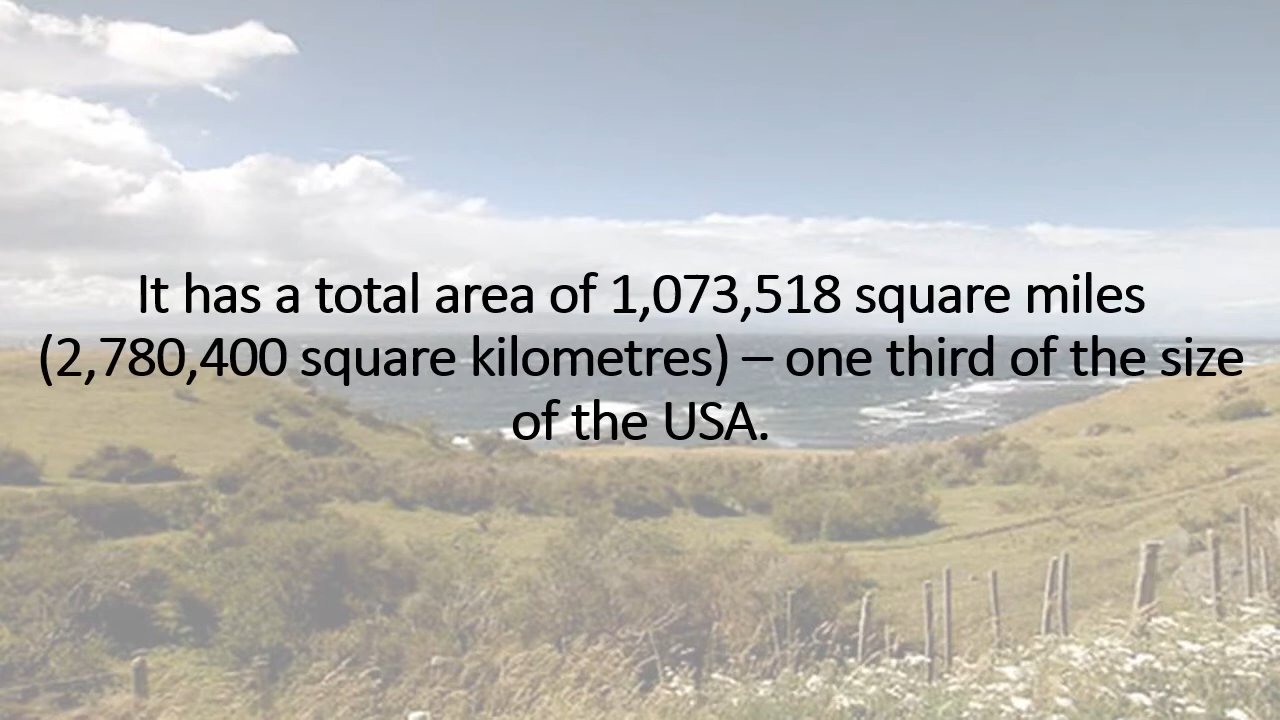 It has a total area of 1,073,518 square miles
(2,780,400 square kilometres) – one third of the size
of the USA.